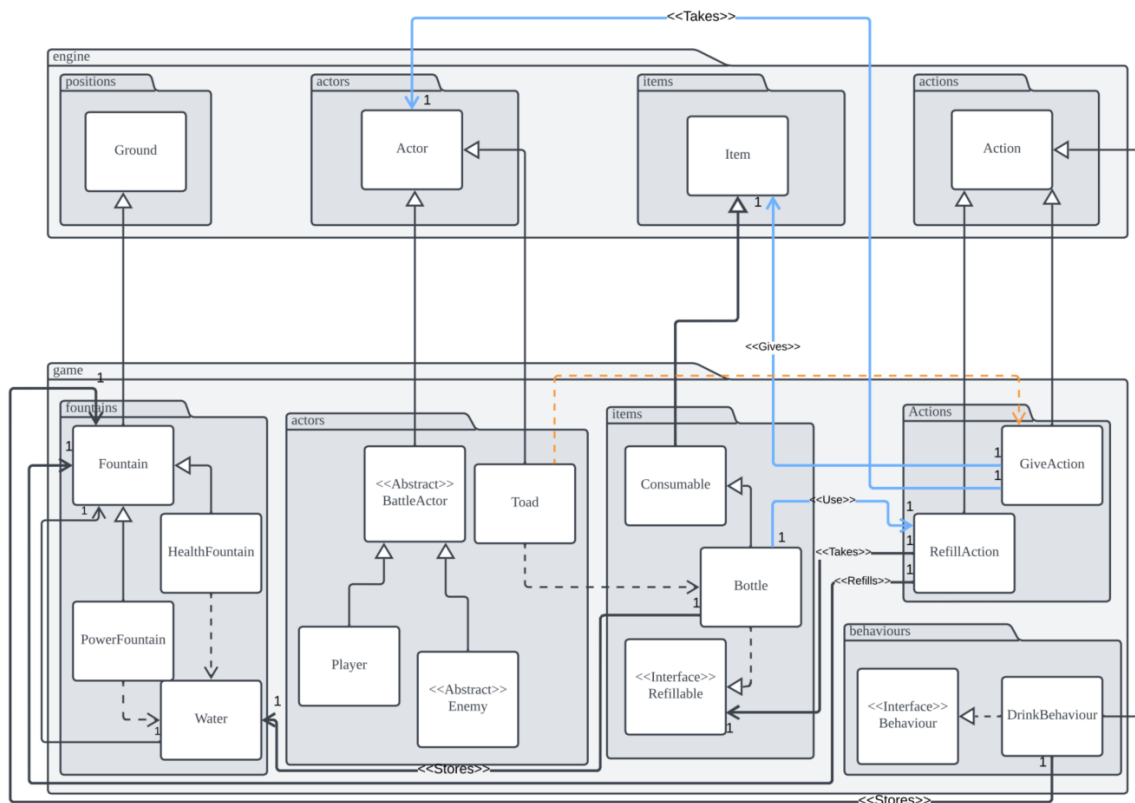 <<Takes>>
engine
positions
actors
items
actions
1
Ground
Actor
Item
Action
1
<<Gives>>
game
1
fountains
actors
items
Actions
1
Fountain
<<Abstract>>
BattleActor
Toad
Consumable
1
1
GiveAction
1
<<Use>>
1
HealthFountain
1
1
RefillAction
<<Takes>>
1
<<Refills>>
Bottle
1
PowerFountain
behaviours
Player
<<Abstract>>
Enemy
<<Interface>>
Refillable
<<Interface>>
Behaviour
DrinkBehaviour
1
Water
1
1
1
<<Stores>>
<<Stores>>